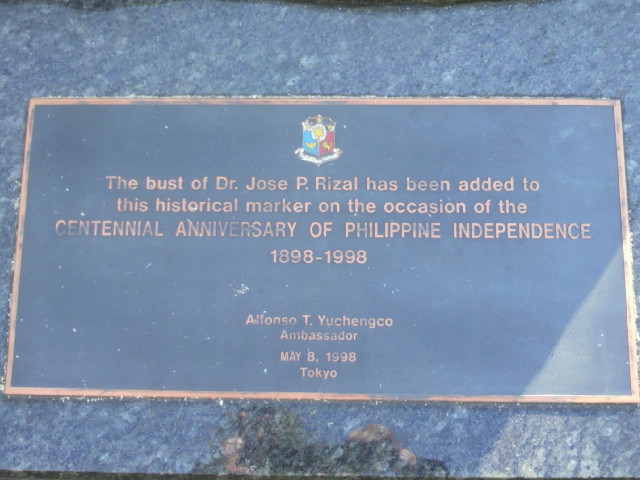 The bust of Dr. Jose P. Rizal has been added to
this historical marker on the occasion of the
CENTENNIAL ANNIVERSARY OF PHILIPPINE INDEPENDENCE
1898-1998
Alfonso T. Yuchengco
Ambassador
MAY 8, 1998
Tokyo